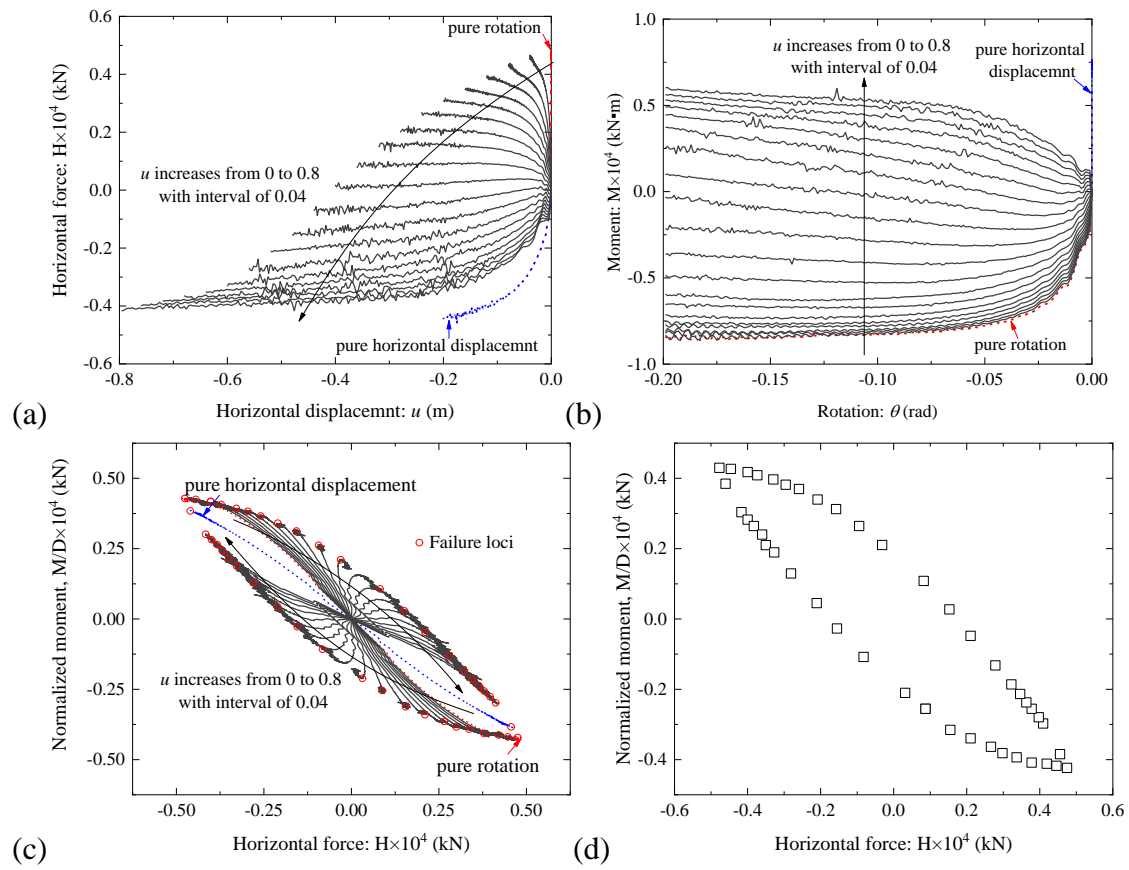 pure rotation
u increases from 0 to 0.8
with interval of 0.04
pure horizontal displacemnt
0.6
0.4
0.2
0.0
-0.2
-0.4
-0.6
-0.8
-0.6
-0.4
-0.2
0.0
Horizontal force: H×10⁴ (kN)
Horizontal displacemnt: u (m)
(a)
u increases from 0 to 0.8
with interval of 0.04
pure horizontal
displacemnt
pure rotation
1.0
0.5
0.0
-0.5
-1.0
-0.20
-0.15
-0.10
-0.05
0.00
Moment: M×10⁴ (kN▪m)
Rotation: θ (rad)
(b)
pure horizontal displacement
Failure loci
u increases from 0 to 0.8
with interval of 0.04
pure rotation
0.50
0.25
0.00
-0.25
-0.50
-0.50
-0.25
0.00
0.25
0.50
Normalized moment, M/D×10⁴ (kN)
Horizontal force: H×10⁴ (kN)
(c)
0.4
0.2
0.0
-0.2
-0.4
-0.6
-0.4
-0.2
0.0
0.2
0.4
0.6
Normalized moment, M/D×10⁴ (kN)
Horizontal force: H×10⁴ (kN)
(d)